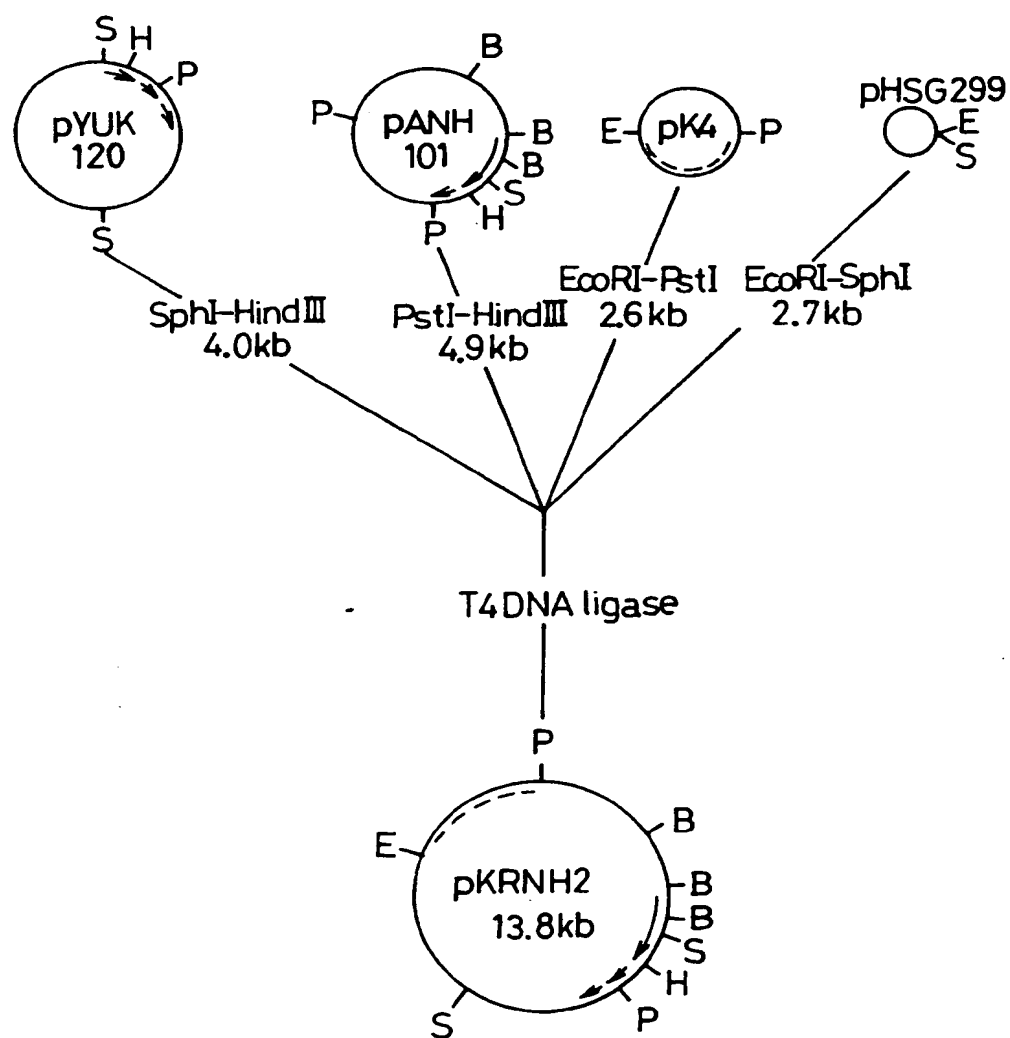 S
H
P
pYUK
120
S
B
P
pANH
101
B
B
S
H
P
E
pK4
P
pHSG299
E
S
SphI-HindIII
4.0kb
PstI-HindIII
4.9kb
EcoRI-PstI
2.6kb
EcoRI-SphI
2.7kb
T4DNA ligase
P
B
E
B
B
S
H
P
S
pKRNH2
13.8kb